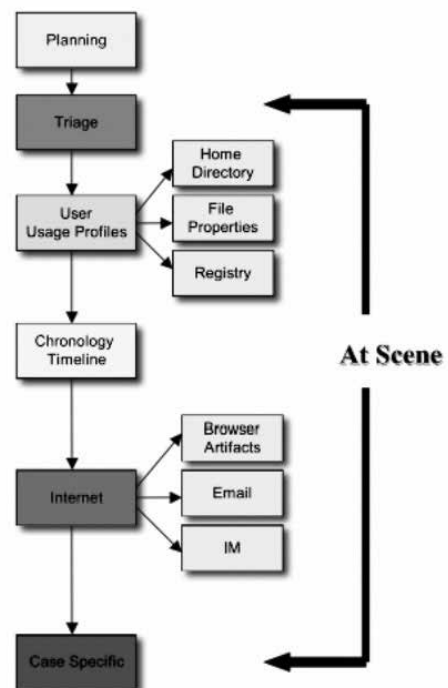 Planning
Triage
Home
Directory
User
Usage Profiles
File
Properties
Registry
Chronology
Timeline
At Scene
Browser
Artifacts
Internet
Email
IM
Case Specific